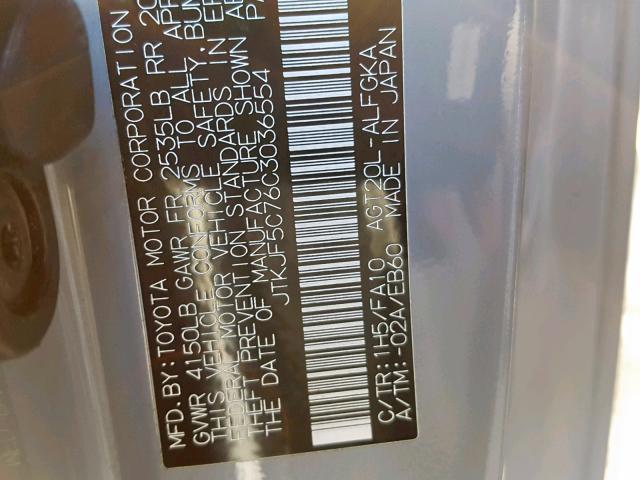 MFD. BY: TOYOTA MOTOR CORPORATION
GVWR 4150LB GAWR FR 2535LB RR
THIS VEHICLE CONFORMS TO ALL
FEDERAL MOTOR VEHICLE SAFETY, BUM
THEFT PREVENTION STANDARDS IN
THE DATE OF MANUFACTURE SHOWN
JTKJF5C76C3036554
C/TR: 1H5/FA10 AGT20L-ALFGKA
A/TM: -02A/EB60 MADE IN JAPAN